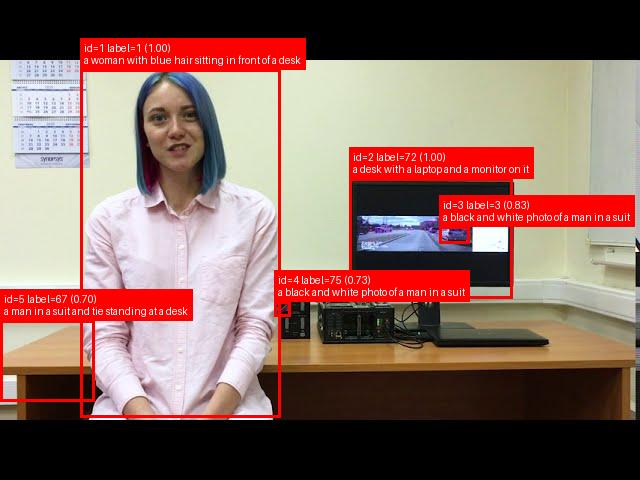 id=1 label=1 (1.00)
a woman with blue hair sitting in front of a desk
id=2 label=72 (1.00)
a desk with a laptop and a monitor on it
id=3 label=3 (0.83)
a black and white photo of a man in a suit
id=4 label=75 (0.73)
a black and white photo of a man in a suit
id=5 label=67 (0.70)
a man in a suit and tie standing at a desk
SYNOPSYS